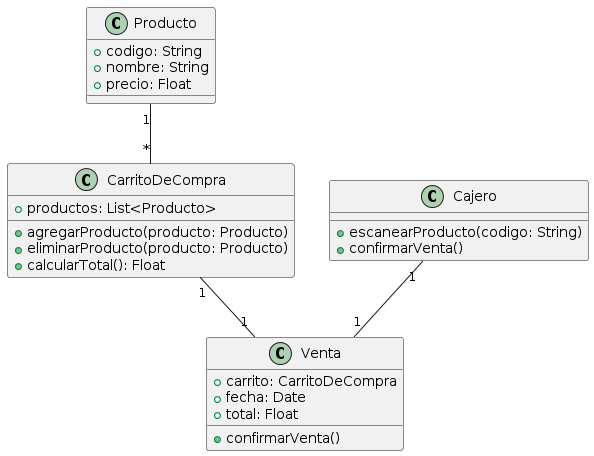 C Producto
codigo: String
nombre: String
precio: Float
1
*
C CarritoDeCompra
productos: List<Producto>
agregarProducto(producto: Producto)
eliminarProducto(producto: Producto)
calcularTotal(): Float
C Cajero
escanearProducto(codigo: String)
confirmarVenta()
1
1
1
1
C Venta
carrito: CarritoDeCompra
fecha: Date
total: Float
confirmarVenta()